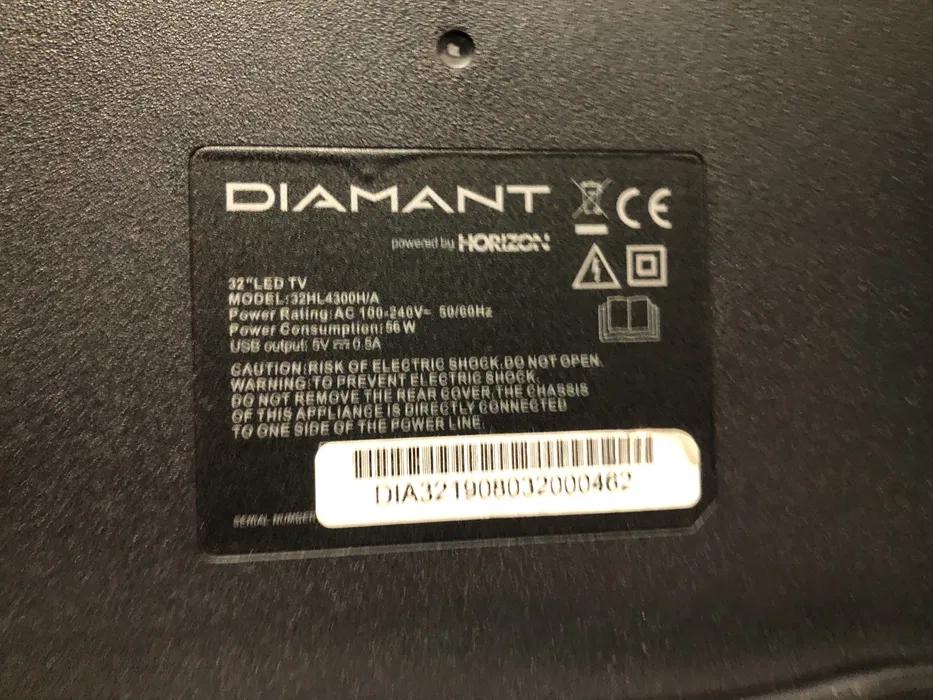 DIAMANT
CE
powered by HORIZON
32"LED TV
MODEL:32HL4300H/A
Power Rating:AC 100-240V~ 50/60Hz
Power Consumption:56W
USB output: 5V⎓0.5A
CAUTION:RISK OF ELECTRIC SHOCK.DO NOT OPEN.
WARNING:TO PREVENT ELECTRIC SHOCK,
DO NOT REMOVE THE REAR COVER,THE CHASSIS
OF THIS APPLIANCE IS DIRECTLY CONNECTED
TO ONE SIDE OF THE POWER LINE.
DIA321908032000462
SERIAL NUMBER